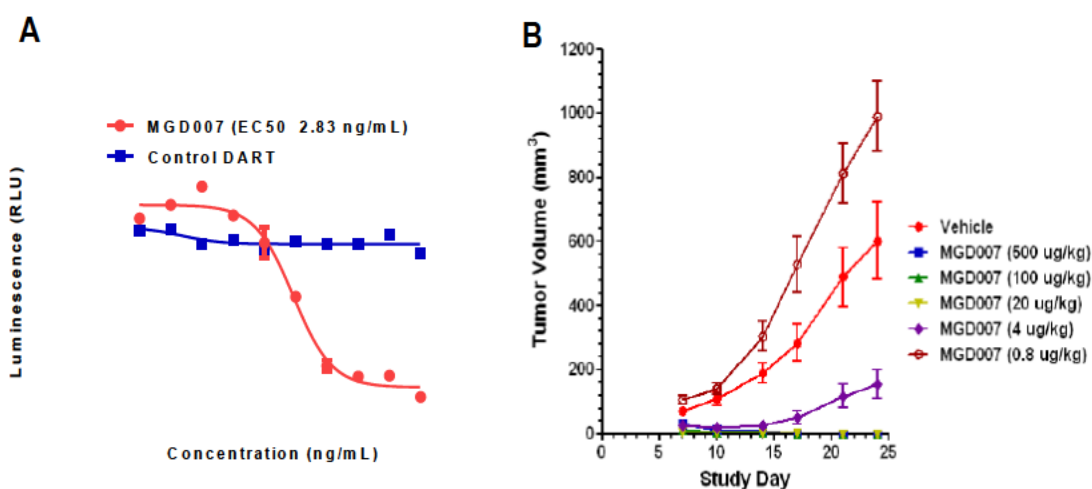 A
MGD007 (EC50 2.83 ng/mL)
Control DART
Luminescence (RLU)
Concentration (ng/mL)
B
1200
1000
800
600
400
200
0
Tumor Volume (mm³)
0 5 10 15 20 25
Study Day
Vehicle
MGD007 (500 ug/kg)
MGD007 (100 ug/kg)
MGD007 (20 ug/kg)
MGD007 (4 ug/kg)
MGD007 (0.8 ug/kg)